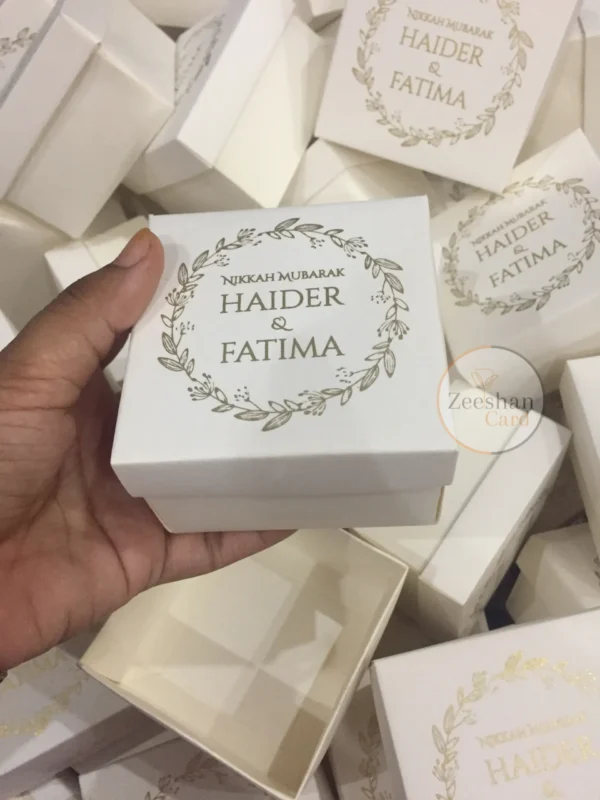 NIKKAH MUBARAK
HAIDER
&
FATIMA
NIKKAH MUBARAK
HAIDER
&
FATIMA
NIKKAH MUBARAK
HAIDER
&
FATIMA
Zeeshan
Card
NIKKAH MUBARAK
HAIDER
&